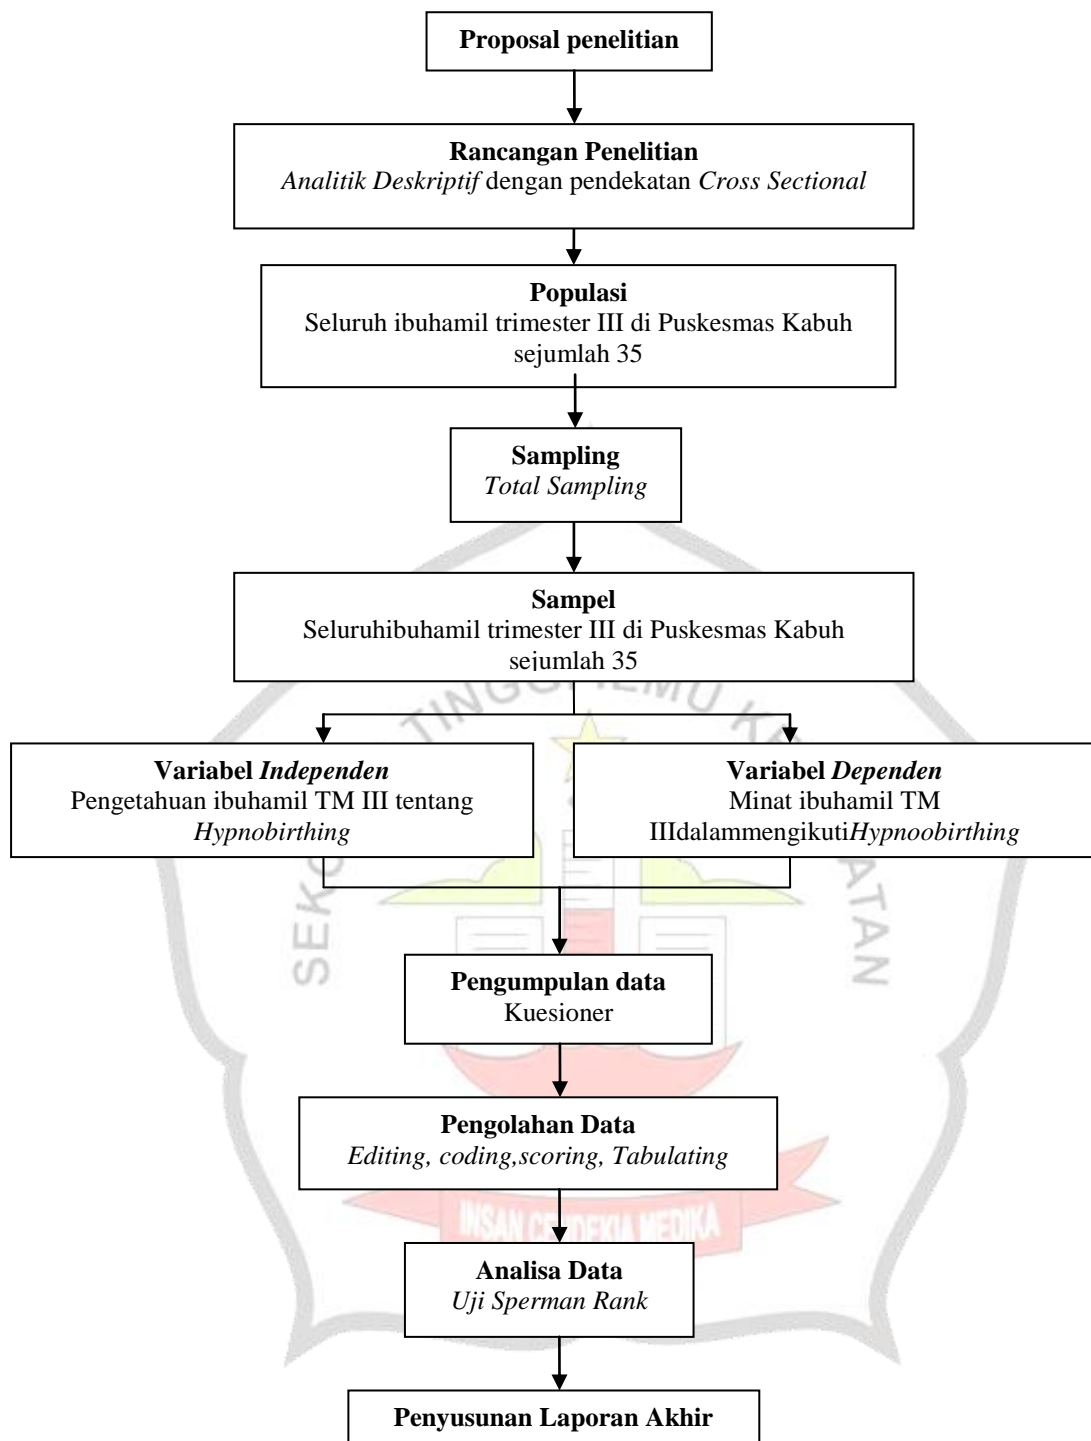 Proposal penelitian
Rancangan Penelitian
Analitik Deskriptif dengan pendekatan Cross Sectional
Populasi
Seluruh ibuhamil trimester III di Puskesmas Kabuh
sejumlah 35
Sampling
Total Sampling
Sampel
Seluruhibuhamil trimester III di Puskesmas Kabuh
sejumlah 35
Variabel Independen
Pengetahuan ibuhamil TM III tentang
Hypnobirthing
Variabel Dependen
Minat ibuhamil TM
IIIdalammengikutiHypnoobirthing
Pengumpulan data
Kuesioner
Pengolahan Data
Editing, coding,scoring, Tabulating
INSAN CENDEKIA MEDIKA
Analisa Data
Uji Sperman Rank
Penyusunan Laporan Akhir